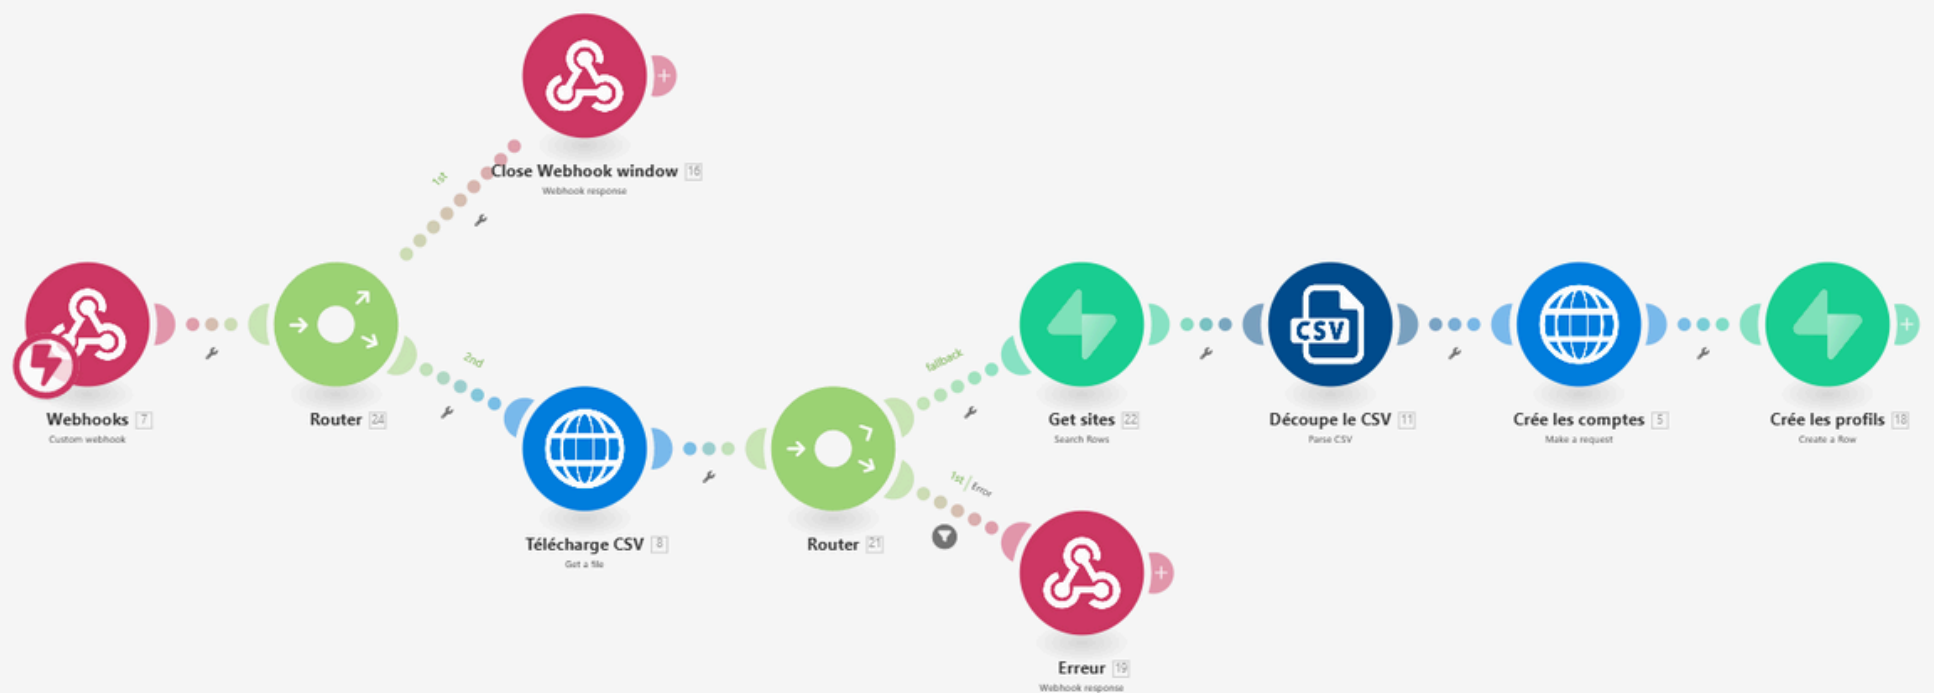 Close Webhook window 16
Webhook response
1st
Webhooks 7
Custom webhook
Router 24
2nd
Télécharge CSV 8
Get a file
Router 21
fallback
1st | Error
Get sites 22
Search Rows
CSV
Découpe le CSV 11
Parse CSV
Crée les comptes 5
Make a request
Crée les profils 18
Create a Row
Erreur 19
Webhook response